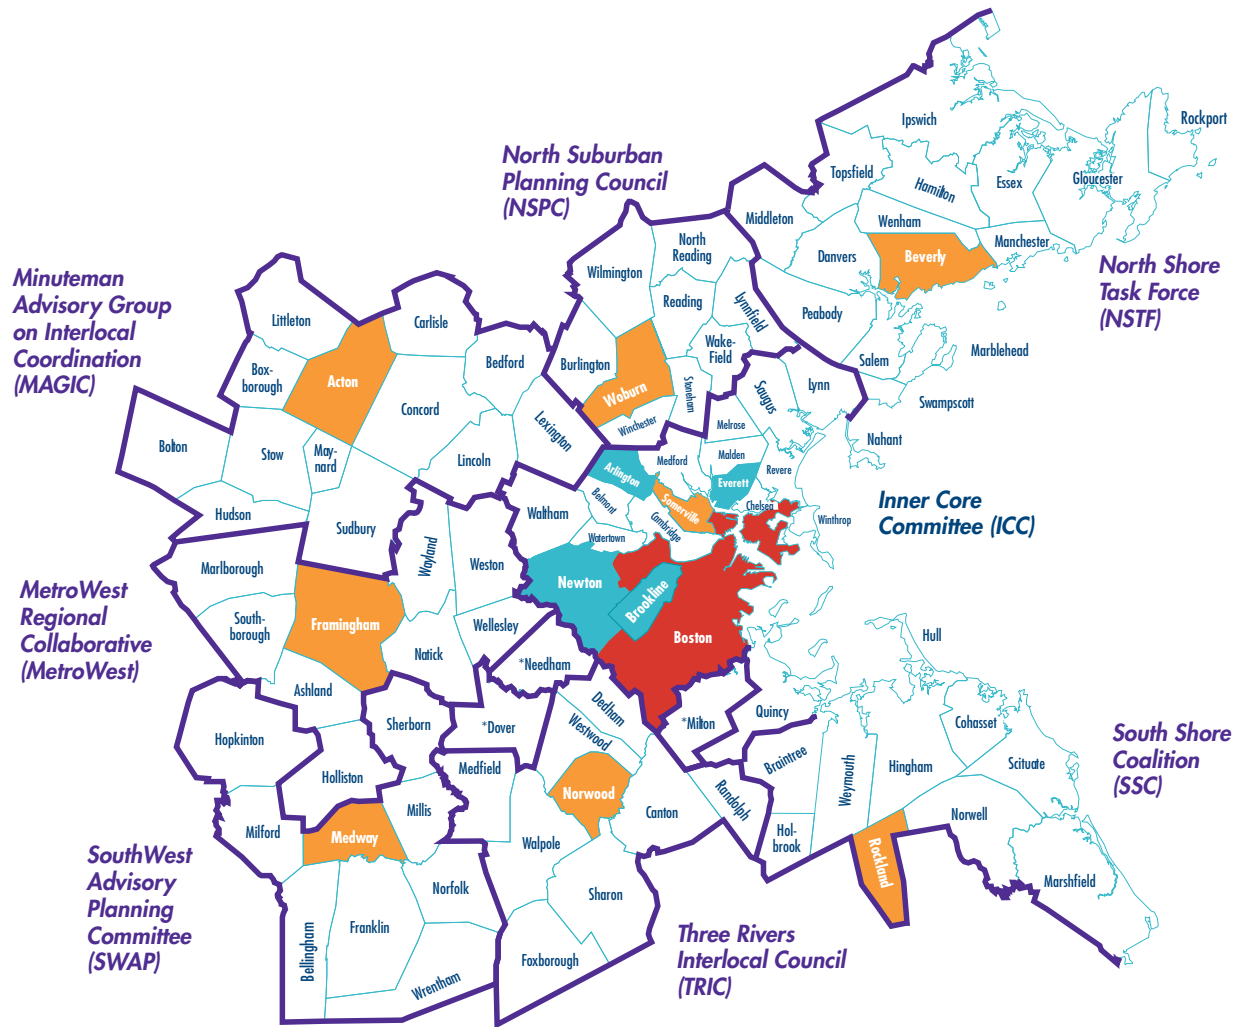 Ipswich
Rockport
North Suburban
Planning Council
(NSPC)
Topsfield
Hamilton
Essex
Gloucester
Middleton
Wenham
North
Reading
Wilmington
Danvers
Beverly
Manchester
North Shore
Task Force
(NSTF)
Minuteman
Advisory Group
on Interlocal
Coordination
(MAGIC)
Reading
Lynnfield
Peabody
Littleton
Carlisle
Marblehead
Wake-
Field
Bedford
Burlington
Salem
Box-
borough
Acton
Woburn
Stoneham
Saugus
Lynn
Swampscott
Concord
Lexington
Winchester
Melrose
Nahant
Bolton
Stow
May-
nard
Lincoln
Medford
Malden
Revere
Arlington
Everett
Inner Core
Committee (ICC)
Hudson
Sudbury
Waltham
Belmont
Somerville
Chelsea
Winthrop
Cambridge
Watertown
Marlborough
Wayland
Weston
Newton
Brookline
MetroWest
Regional
Collaborative
(MetroWest)
South-
borough
Framingham
Wellesley
Boston
Hull
Natick
*Needham
Ashland
Dedham
Sherborn
*Dover
Westwood
*Milton
Quincy
Cohasset
South Shore
Coalition
(SSC)
Hopkinton
Holliston
Medfield
Braintree
Weymouth
Hingham
Scituate
Norwood
Randolph
Millis
Canton
Norwell
Milford
Medway
Walpole
Hol-
brook
Rockland
SouthWest
Advisory
Planning
Committee
(SWAP)
Norfolk
Sharon
Marshfield
Franklin
Bellingham
Foxborough
Wrentham
Three Rivers
Interlocal Council
(TRIC)